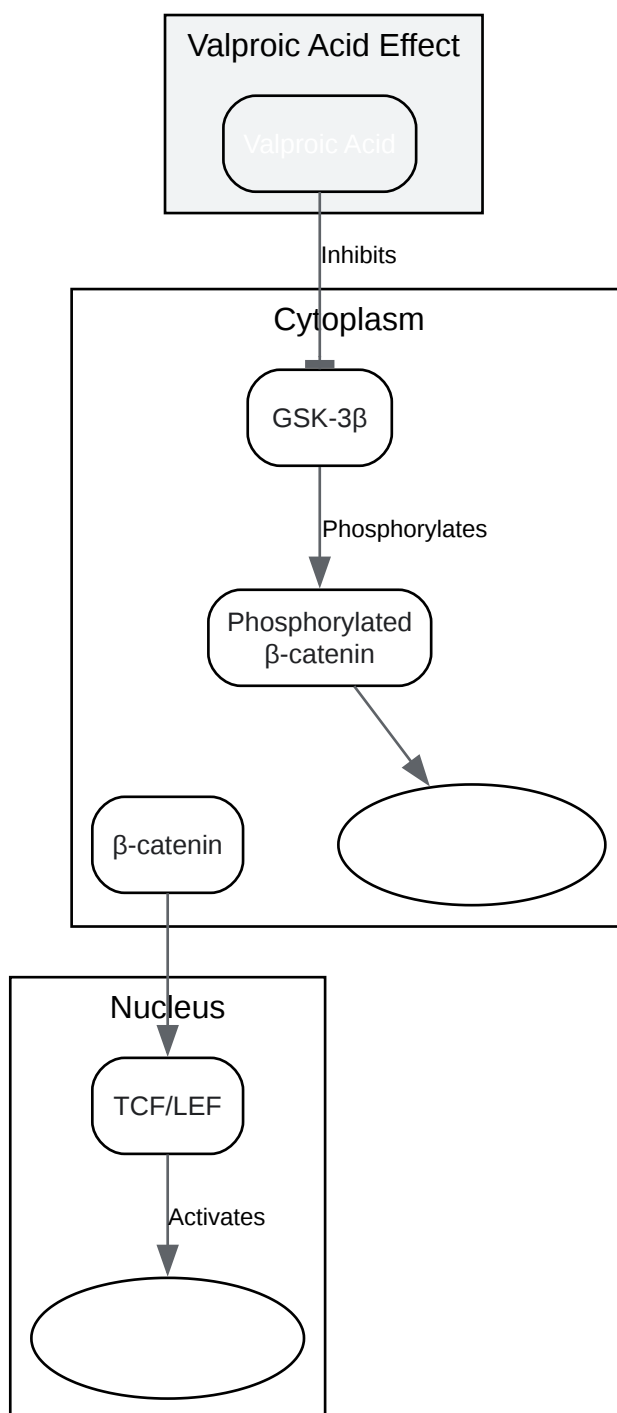 Valproic Acid Effect
Valproic Acid
Inhibits
Cytoplasm
GSK-3β
Phosphorylates
Phosphorylated
β-catenin
β-catenin
Nucleus
TCF/LEF
Activates